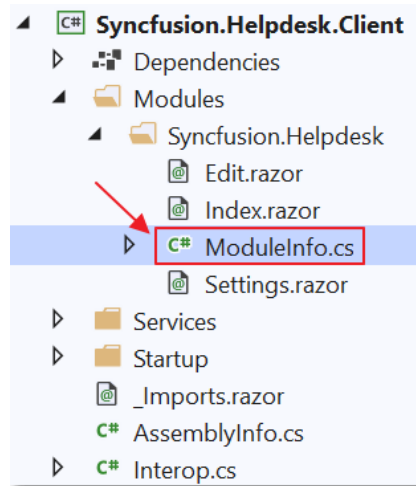 C# Syncfusion.Helpdesk.Client
Dependencies
Modules
Syncfusion.Helpdesk
@ Edit.razor
@ Index.razor
C# ModuleInfo.cs
@ Settings.razor
Services
Startup
@ _Imports.razor
C# AssemblyInfo.cs
C# Interop.cs